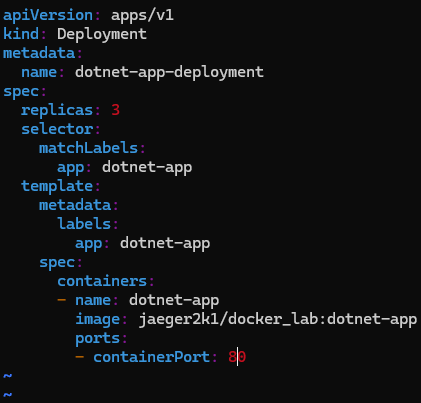 apiVersion: apps/v1
kind: Deployment
metadata:
  name: dotnet-app-deployment
spec:
  replicas: 3
  selector:
    matchLabels:
      app: dotnet-app
  template:
    metadata:
      labels:
        app: dotnet-app
    spec:
      containers:
      - name: dotnet-app
        image: jaeger2k1/docker_lab:dotnet-app
        ports:
        - containerPort: 80
~
~